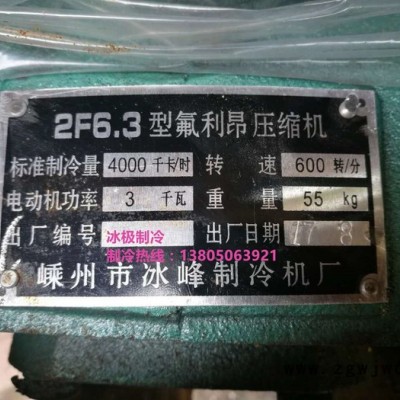 2F6.3型氟利昂压缩机
标准制冷量 4000 千卡/时 转速 600 转/分
电动机功率 3 千瓦 重量 55 kg
出厂编号 冰极制冷 出厂日期 17 8
制冷热线：13805063921
嵊州市冰峰制冷机厂